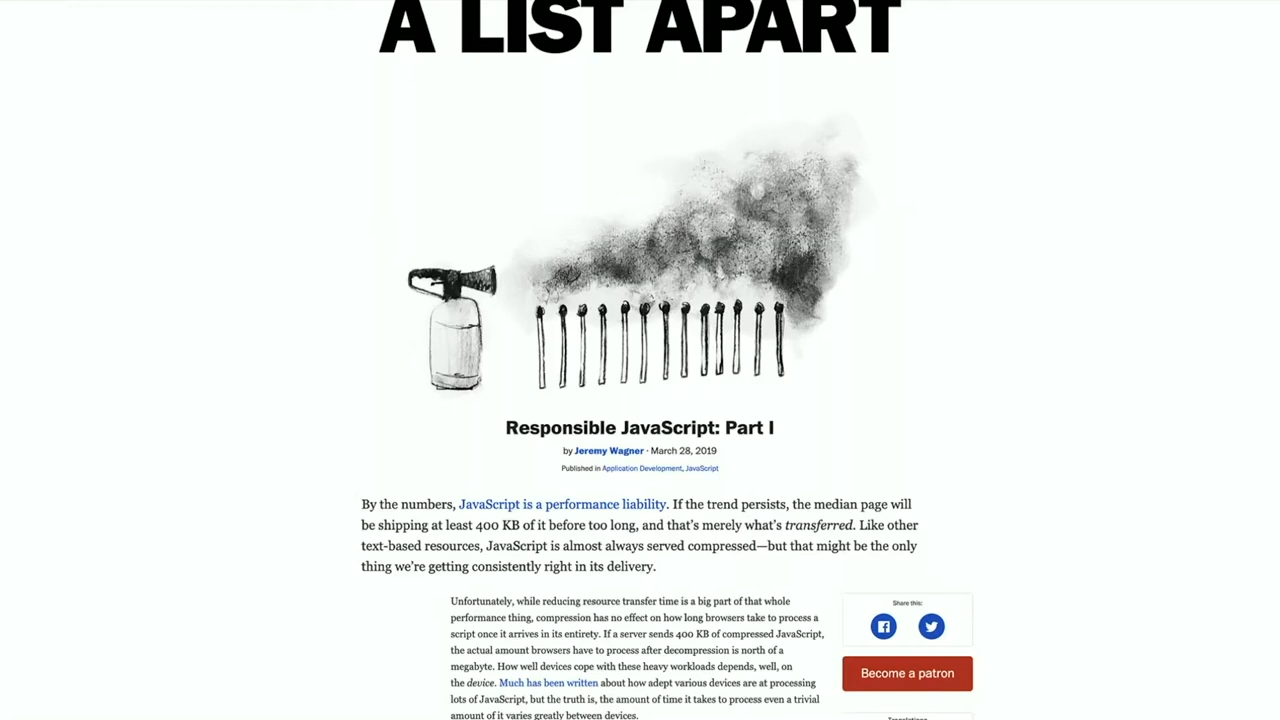 A LIST APART
Responsible JavaScript: Part I
by Jeremy Wagner · March 28, 2019
Published in Application Development, JavaScript
By the numbers, JavaScript is a performance liability. If the trend persists, the median page will
be shipping at least 400 KB of it before too long, and that’s merely what’s transferred. Like other
text-based resources, JavaScript is almost always served compressed—but that might be the only
thing we’re getting consistently right in its delivery.
Unfortunately, while reducing resource transfer time is a big part of that whole
performance thing, compression has no effect on how long browsers take to process a
script once it arrives in its entirety. If a server sends 400 KB of compressed JavaScript,
the actual amount browsers have to process after decompression is north of a
megabyte. How well devices cope with these heavy workloads depends, well, on
the device. Much has been written about how adept various devices are at processing
lots of JavaScript, but the truth is, the amount of time it takes to process even a trivial
amount of it varies greatly between devices.
Share this:
Become a patron
Translations